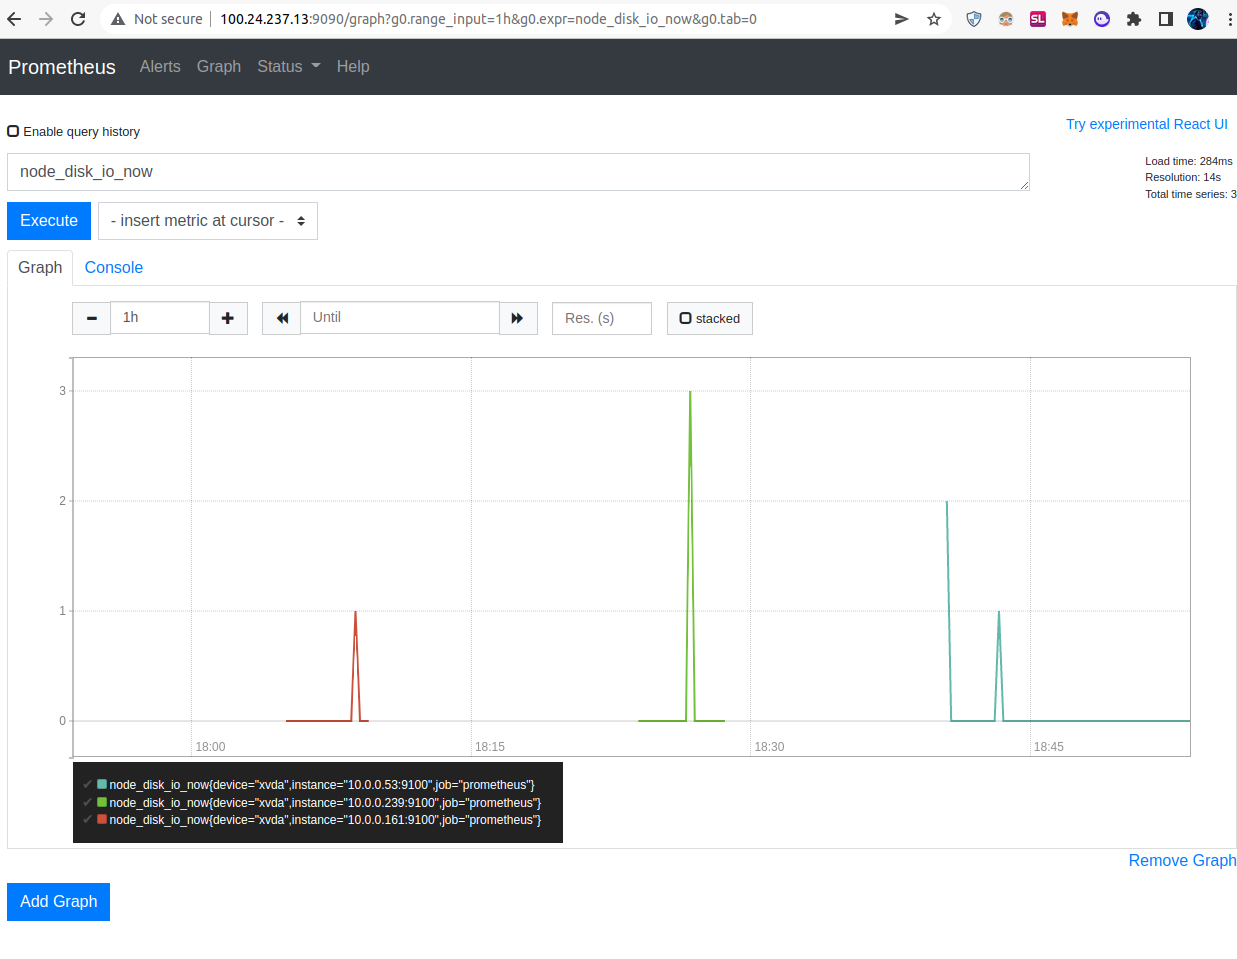 Not secure 100.24.237.13:9090/graph?g0.range_input=1h&g0.expr=node_disk_io_now&g0.tab=0
SL
Prometheus Alerts Graph Status Help
Enable query history
Try experimental React UI
node_disk_io_now
Load time: 284ms
Resolution: 14s
Total time series: 3
Execute - insert metric at cursor -
Graph Console
1h Until Res. (s) stacked
3
2
1
0
18:00 18:15 18:30 18:45
node_disk_io_now{device="xvda",instance="10.0.0.53:9100",job="prometheus"}
node_disk_io_now{device="xvda",instance="10.0.0.239:9100",job="prometheus"}
node_disk_io_now{device="xvda",instance="10.0.0.161:9100",job="prometheus"}
Remove Graph
Add Graph